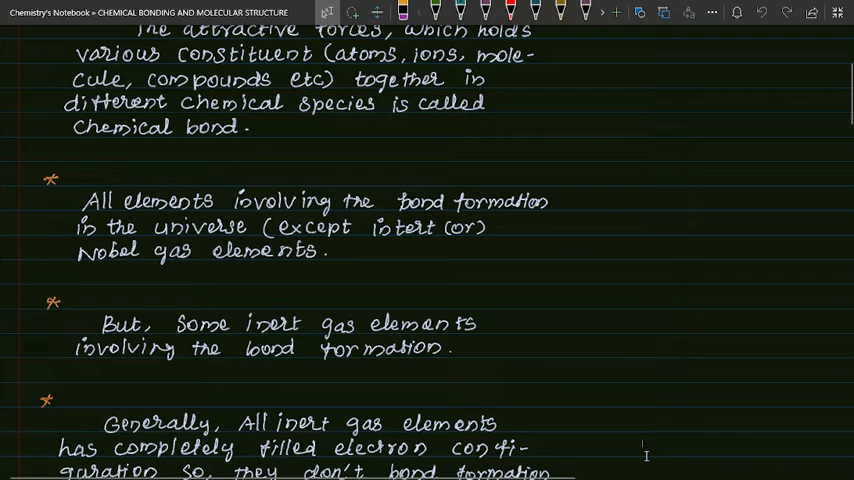 Chemistry's Notebook » CHEMICAL BONDING AND MOLECULAR STRUCTURE
The attractive forces, which holds
various constituent (atoms, ions, mole-
cule, compounds etc) together in
different chemical species is called
Chemical bond.
* 
All elements involving the bond formation
in the universe (except intert (or)
Nobel gas elements.
*
But, Some inert gas elements
involving the bond formation.
*
Generally, All inert gas elements
has completely filled electron confi-
guration so, they don't bond formation